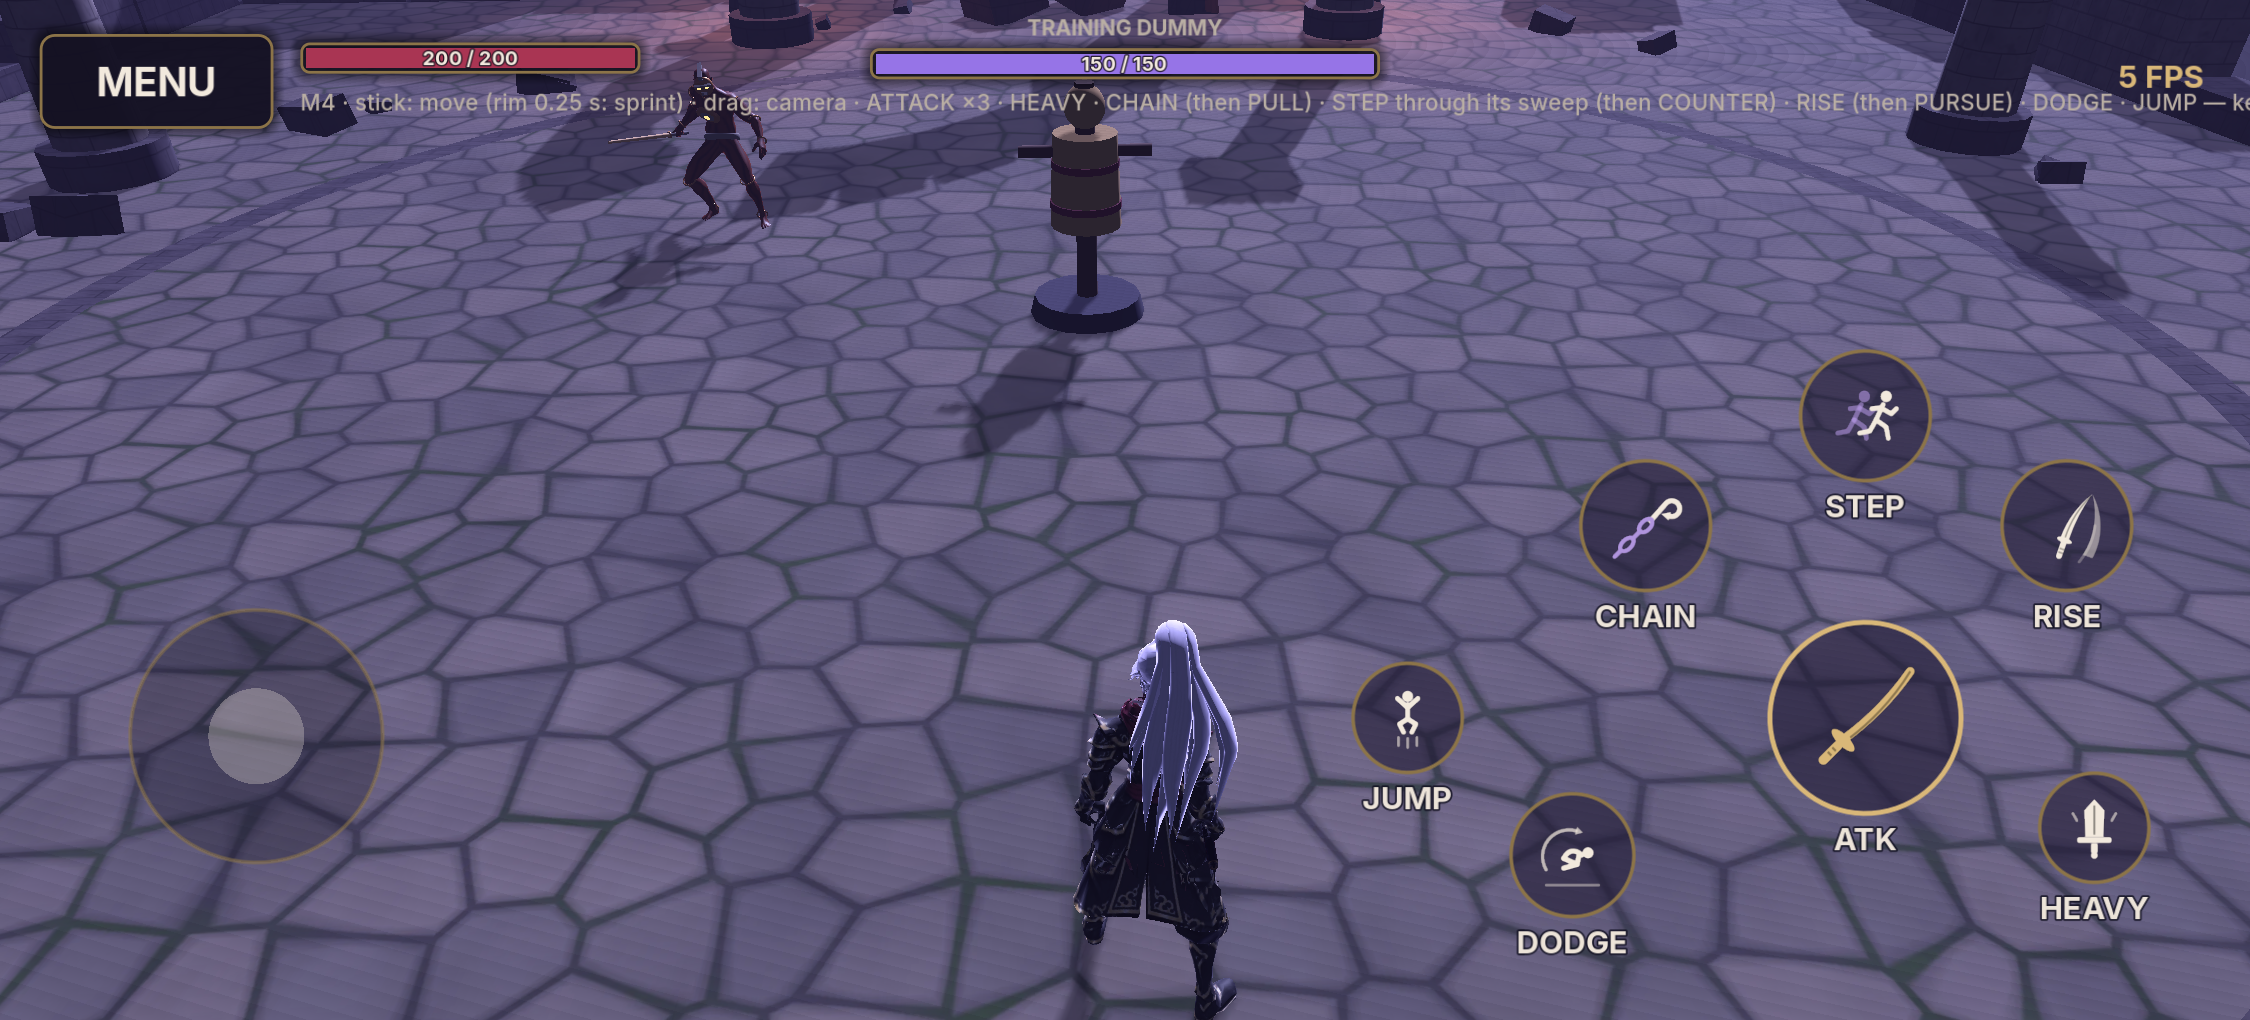 TRAINING DUMMY
MENU
200 / 200
150 / 150
5 FPS
M4 · stick: move (rim 0.25 s: sprint) · drag: camera · ATTACK ×3 · HEAVY · CHAIN (then PULL) · STEP through its sweep (then COUNTER) · RISE (then PURSUE) · DODGE · JUMP — ke
STEP
CHAIN
RISE
JUMP
ATK
DODGE
HEAVY